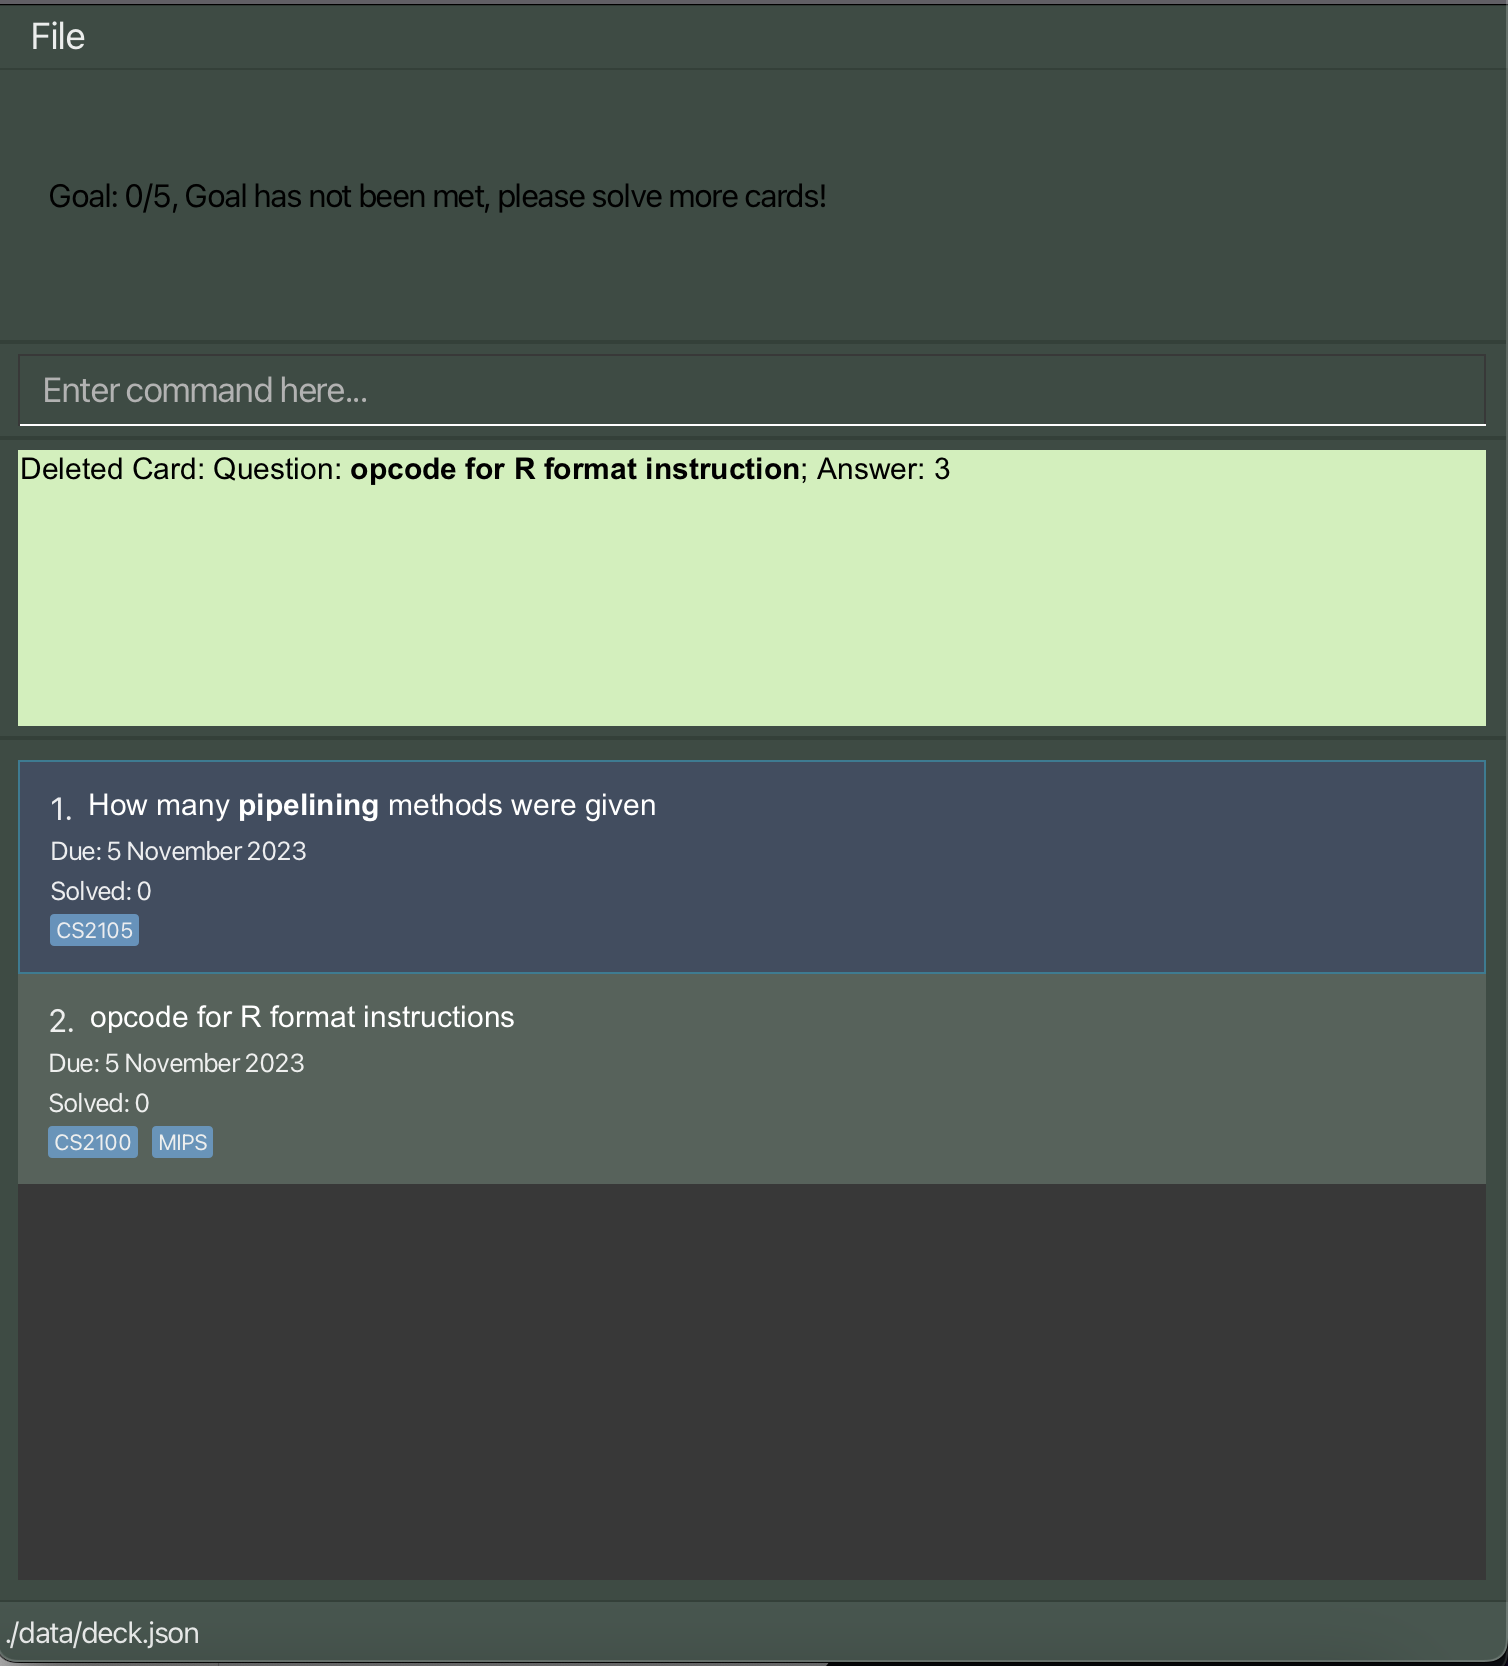 File
Goal: 0/5, Goal has not been met, please solve more cards!
Enter command here...
Deleted Card: Question: opcode for R format instruction; Answer: 3
1. How many pipelining methods were given
Due: 5 November 2023
Solved: 0
CS2105
2. opcode for R format instructions
Due: 5 November 2023
Solved: 0
CS2100 MIPS
./data/deck.json